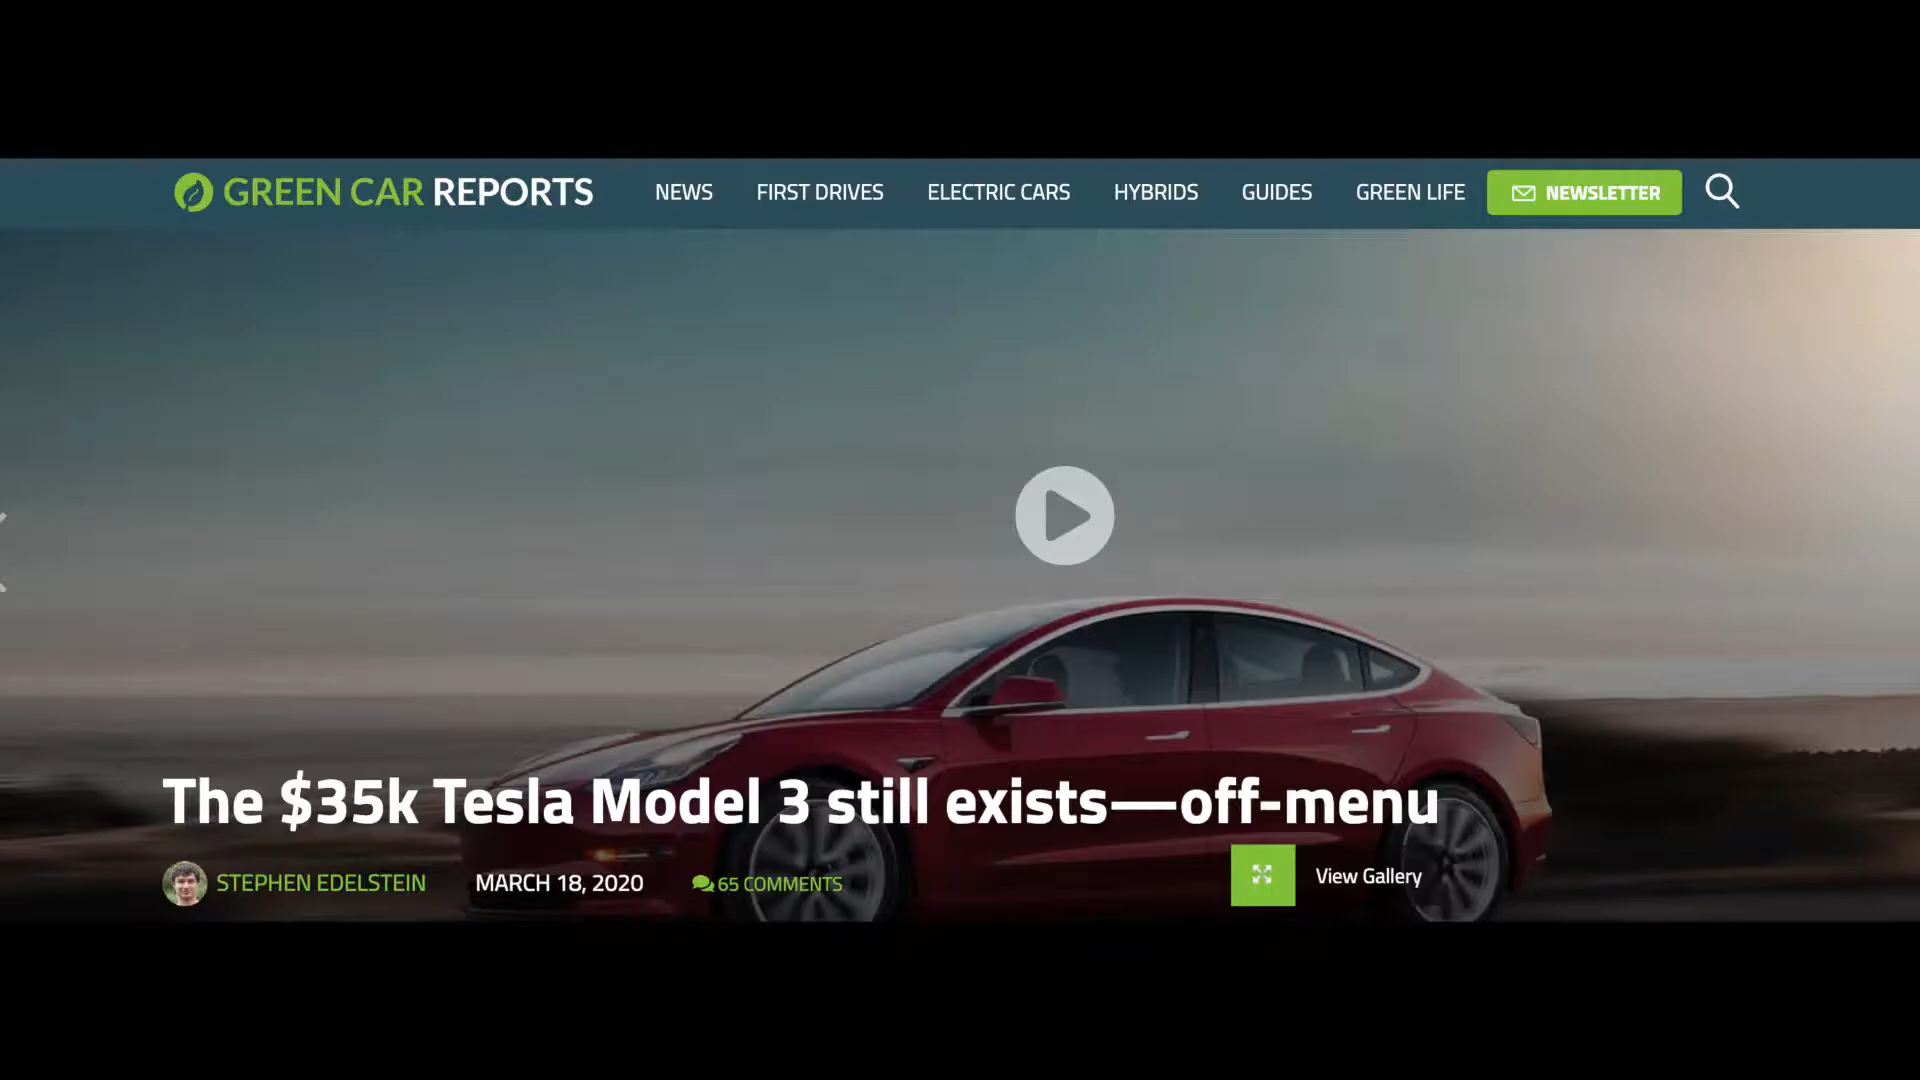 GREEN CAR REPORTS
NEWS
FIRST DRIVES
ELECTRIC CARS
HYBRIDS
GUIDES
GREEN LIFE
NEWSLETTER
The $35k Tesla Model 3 still exists—off-menu
STEPHEN EDELSTEIN
MARCH 18, 2020
65 COMMENTS
View Gallery